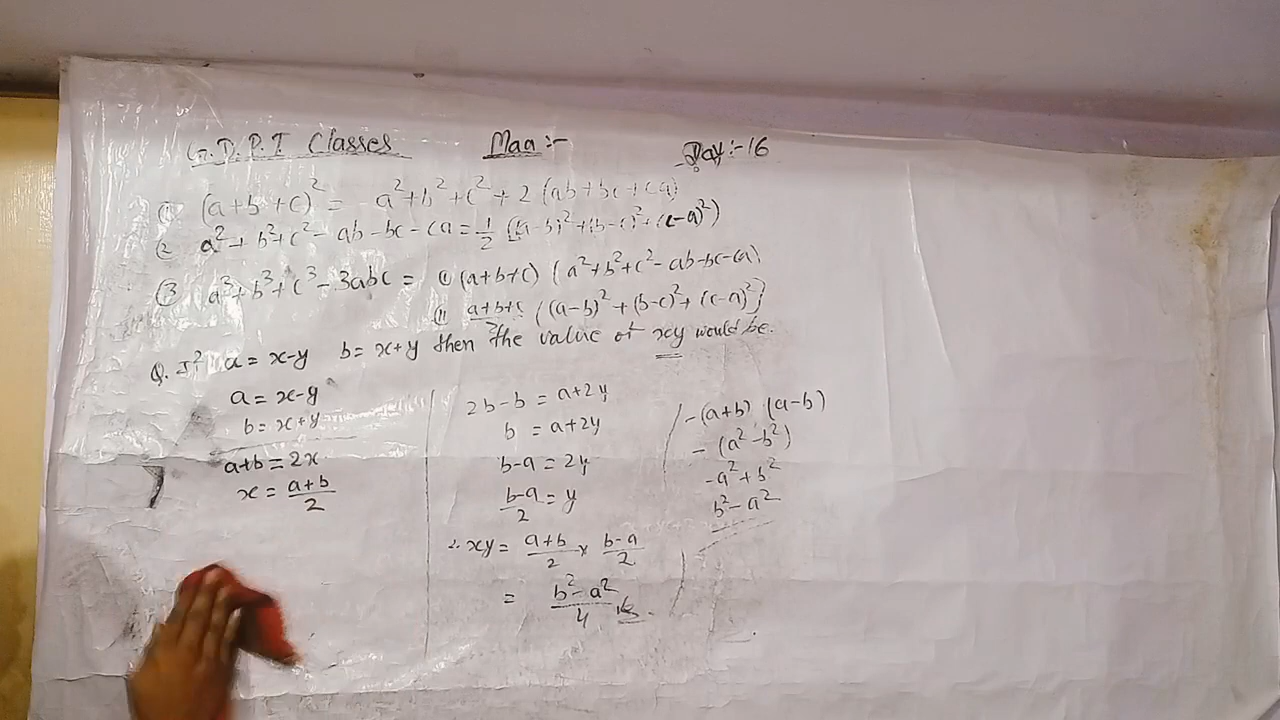 G.D.P.T. Classes Maa :- Day :- 16
① (a+b+c)² = a²+b²+c²+2(ab+bc+ca)
② a²+b²+c²-ab-bc-ca = 1/2 ((a-b)²+(b-c)²+(c-a)²)
③ a³+b³+c³-3abc = (i) (a+b+c) (a²+b²+c²-ab-bc-ca)
(ii) a+b+c/2 {(a-b)²+(b-c)²+(c-a)²}
Q. a = x-y b = x+y then the value of xy would be.
a = x-y
b = x+y
a+b = 2x
x = a+b/2
2b-b = a+2y
b = a+2y
b-a = 2y
b-a/2 = y
∴ xy = a+b/2 × b-a/2
= b²-a²/4
-(a+b) (a-b)
-(a²-b²)
-a²+b²
b²-a²